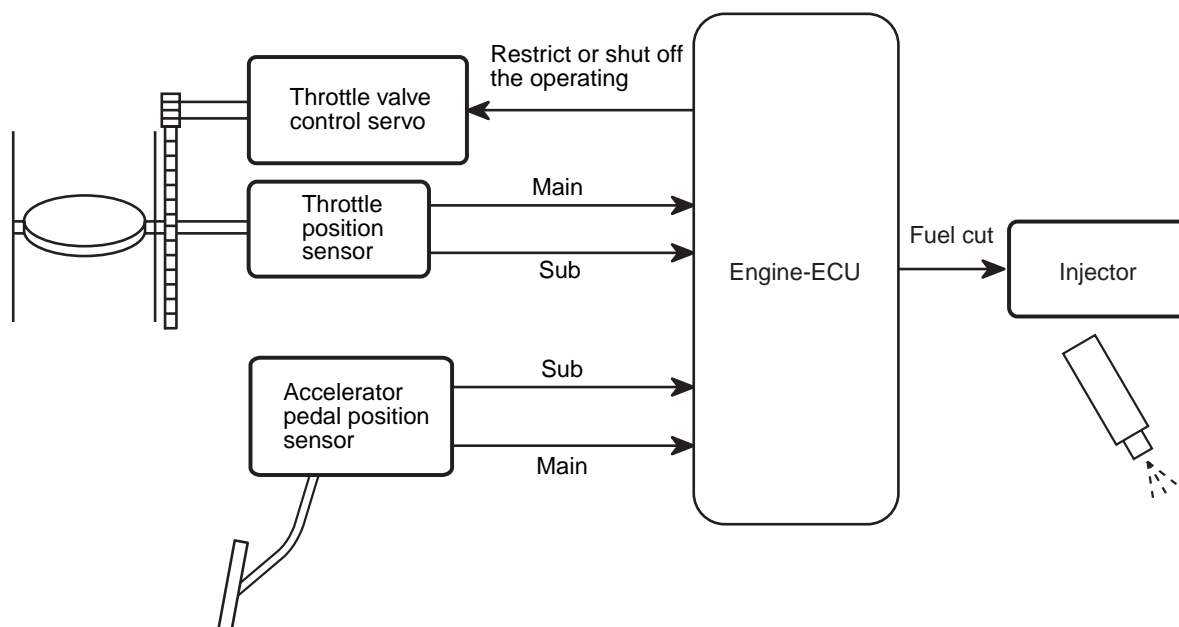 Restrict or shut off
the operating
Throttle valve
control servo
Main
Throttle
position
sensor
Sub
Engine-ECU
Fuel cut
Injector
Sub
Accelerator
pedal position
sensor
Main